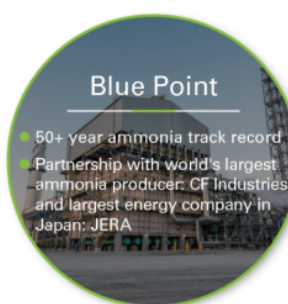 Blue Point
50+ year ammonia track record
Partnership with world's largest
ammonia producer: CF Industries
and largest energy company in
Japan: JERA